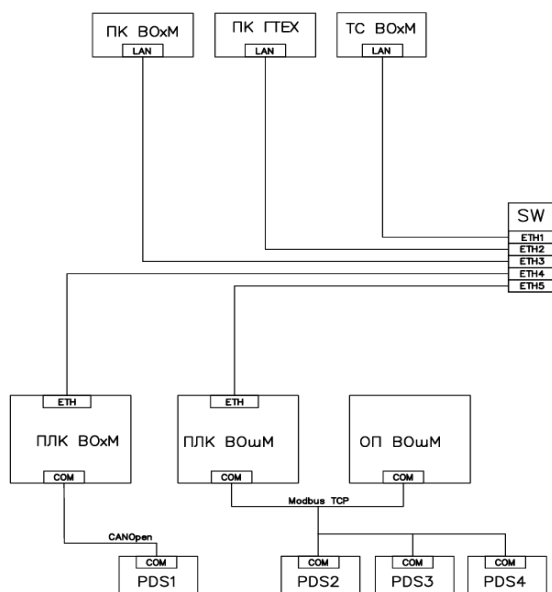 ПК ВОхМ
LAN
ПК ГТЕХ
LAN
ТС ВОхМ
LAN
SW
ETH1
ETH2
ETH3
ETH4
ETH5
ETH
ПЛК ВОхМ
COM
ETH
ПЛК ВОшМ
COM
ОП ВОшМ
COM
Modbus TCP
CANOpen
COM
PDS1
COM
PDS2
COM
PDS3
COM
PDS4